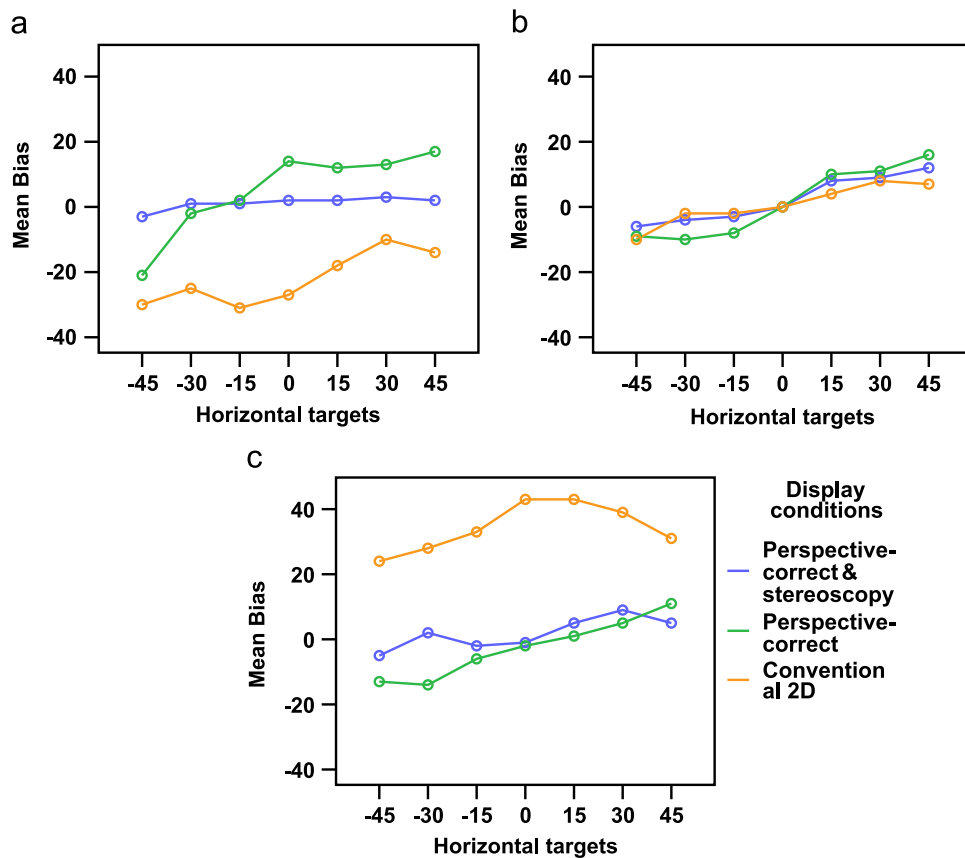 a
40
20
0
-20
-40
Mean Bias
-45 -30 -15 0 15 30 45
Horizontal targets
b
40
20
0
-20
-40
Mean Bias
-45 -30 -15 0 15 30 45
Horizontal targets
c
40
20
0
-20
-40
Mean Bias
-45 -30 -15 0 15 30 45
Horizontal targets
Display
conditions
Perspective-
correct &
stereoscopy
Perspective-
correct
Convention
al 2D